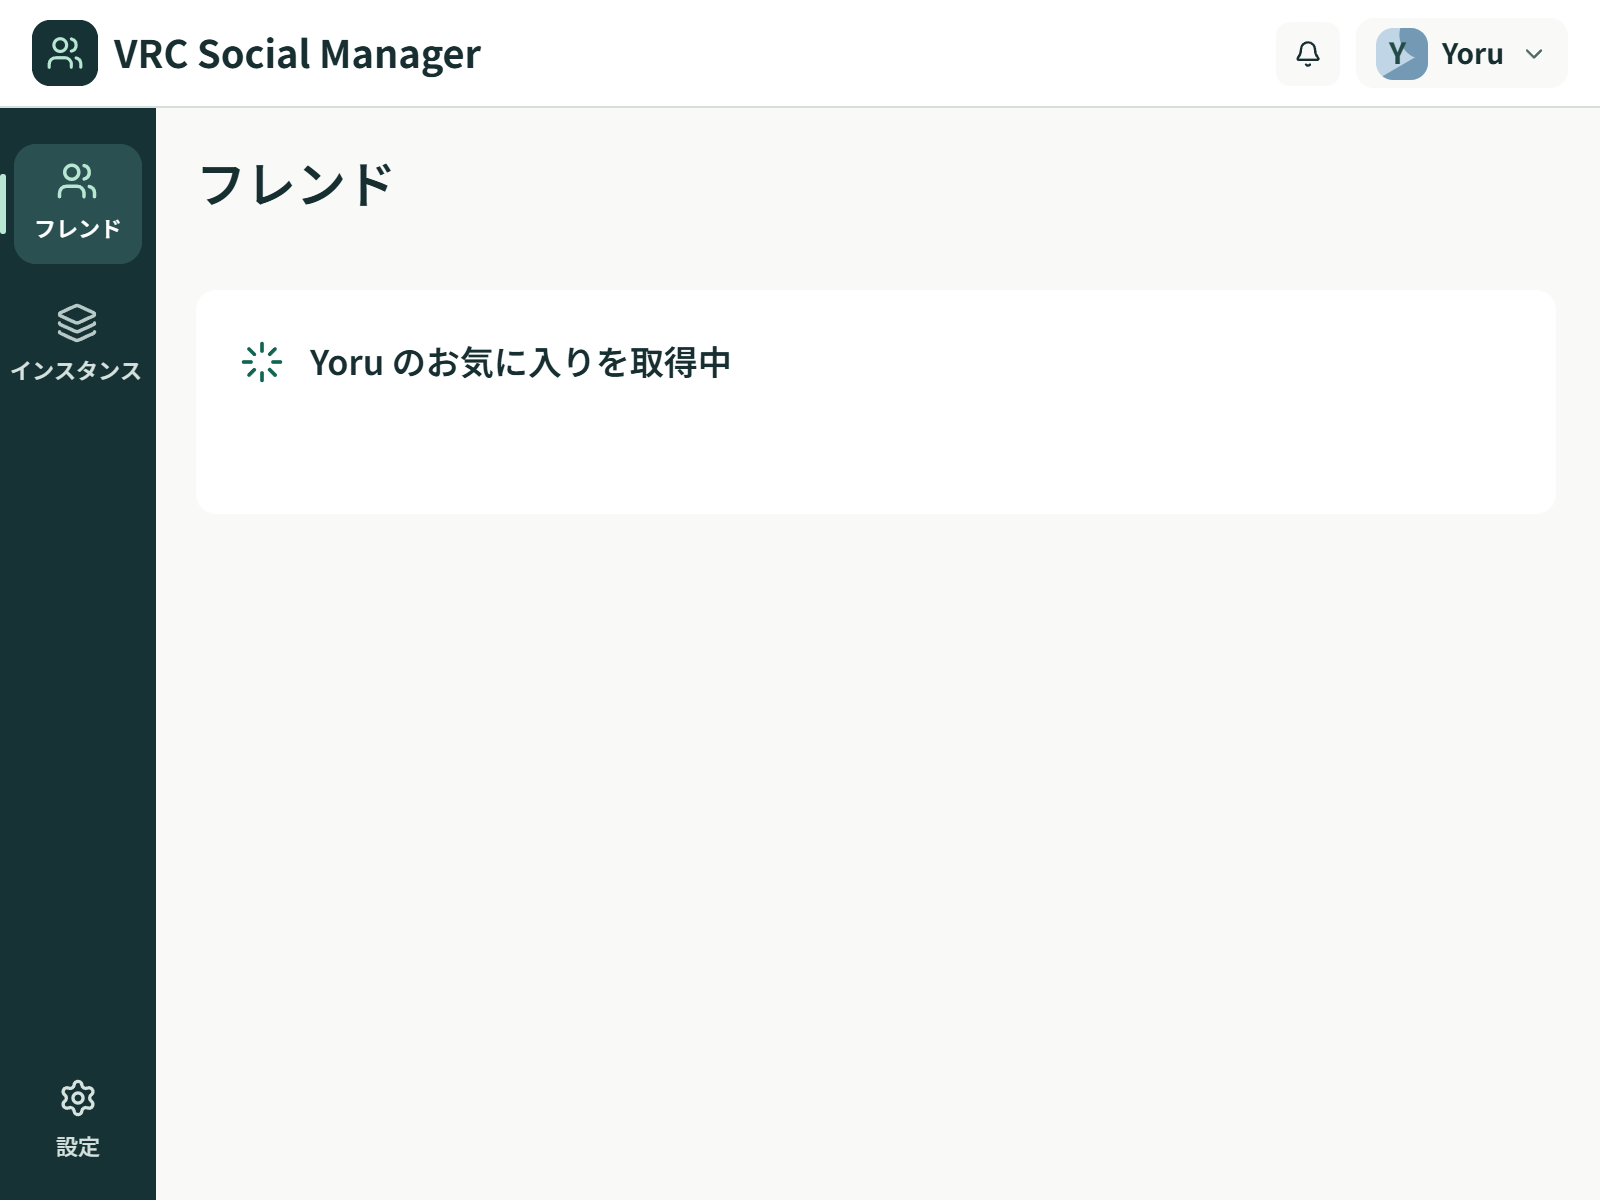 VRC Social Manager
Y
Yoru
フレンド
インスタンス
設定
フレンド
Yoru のお気に入りを取得中